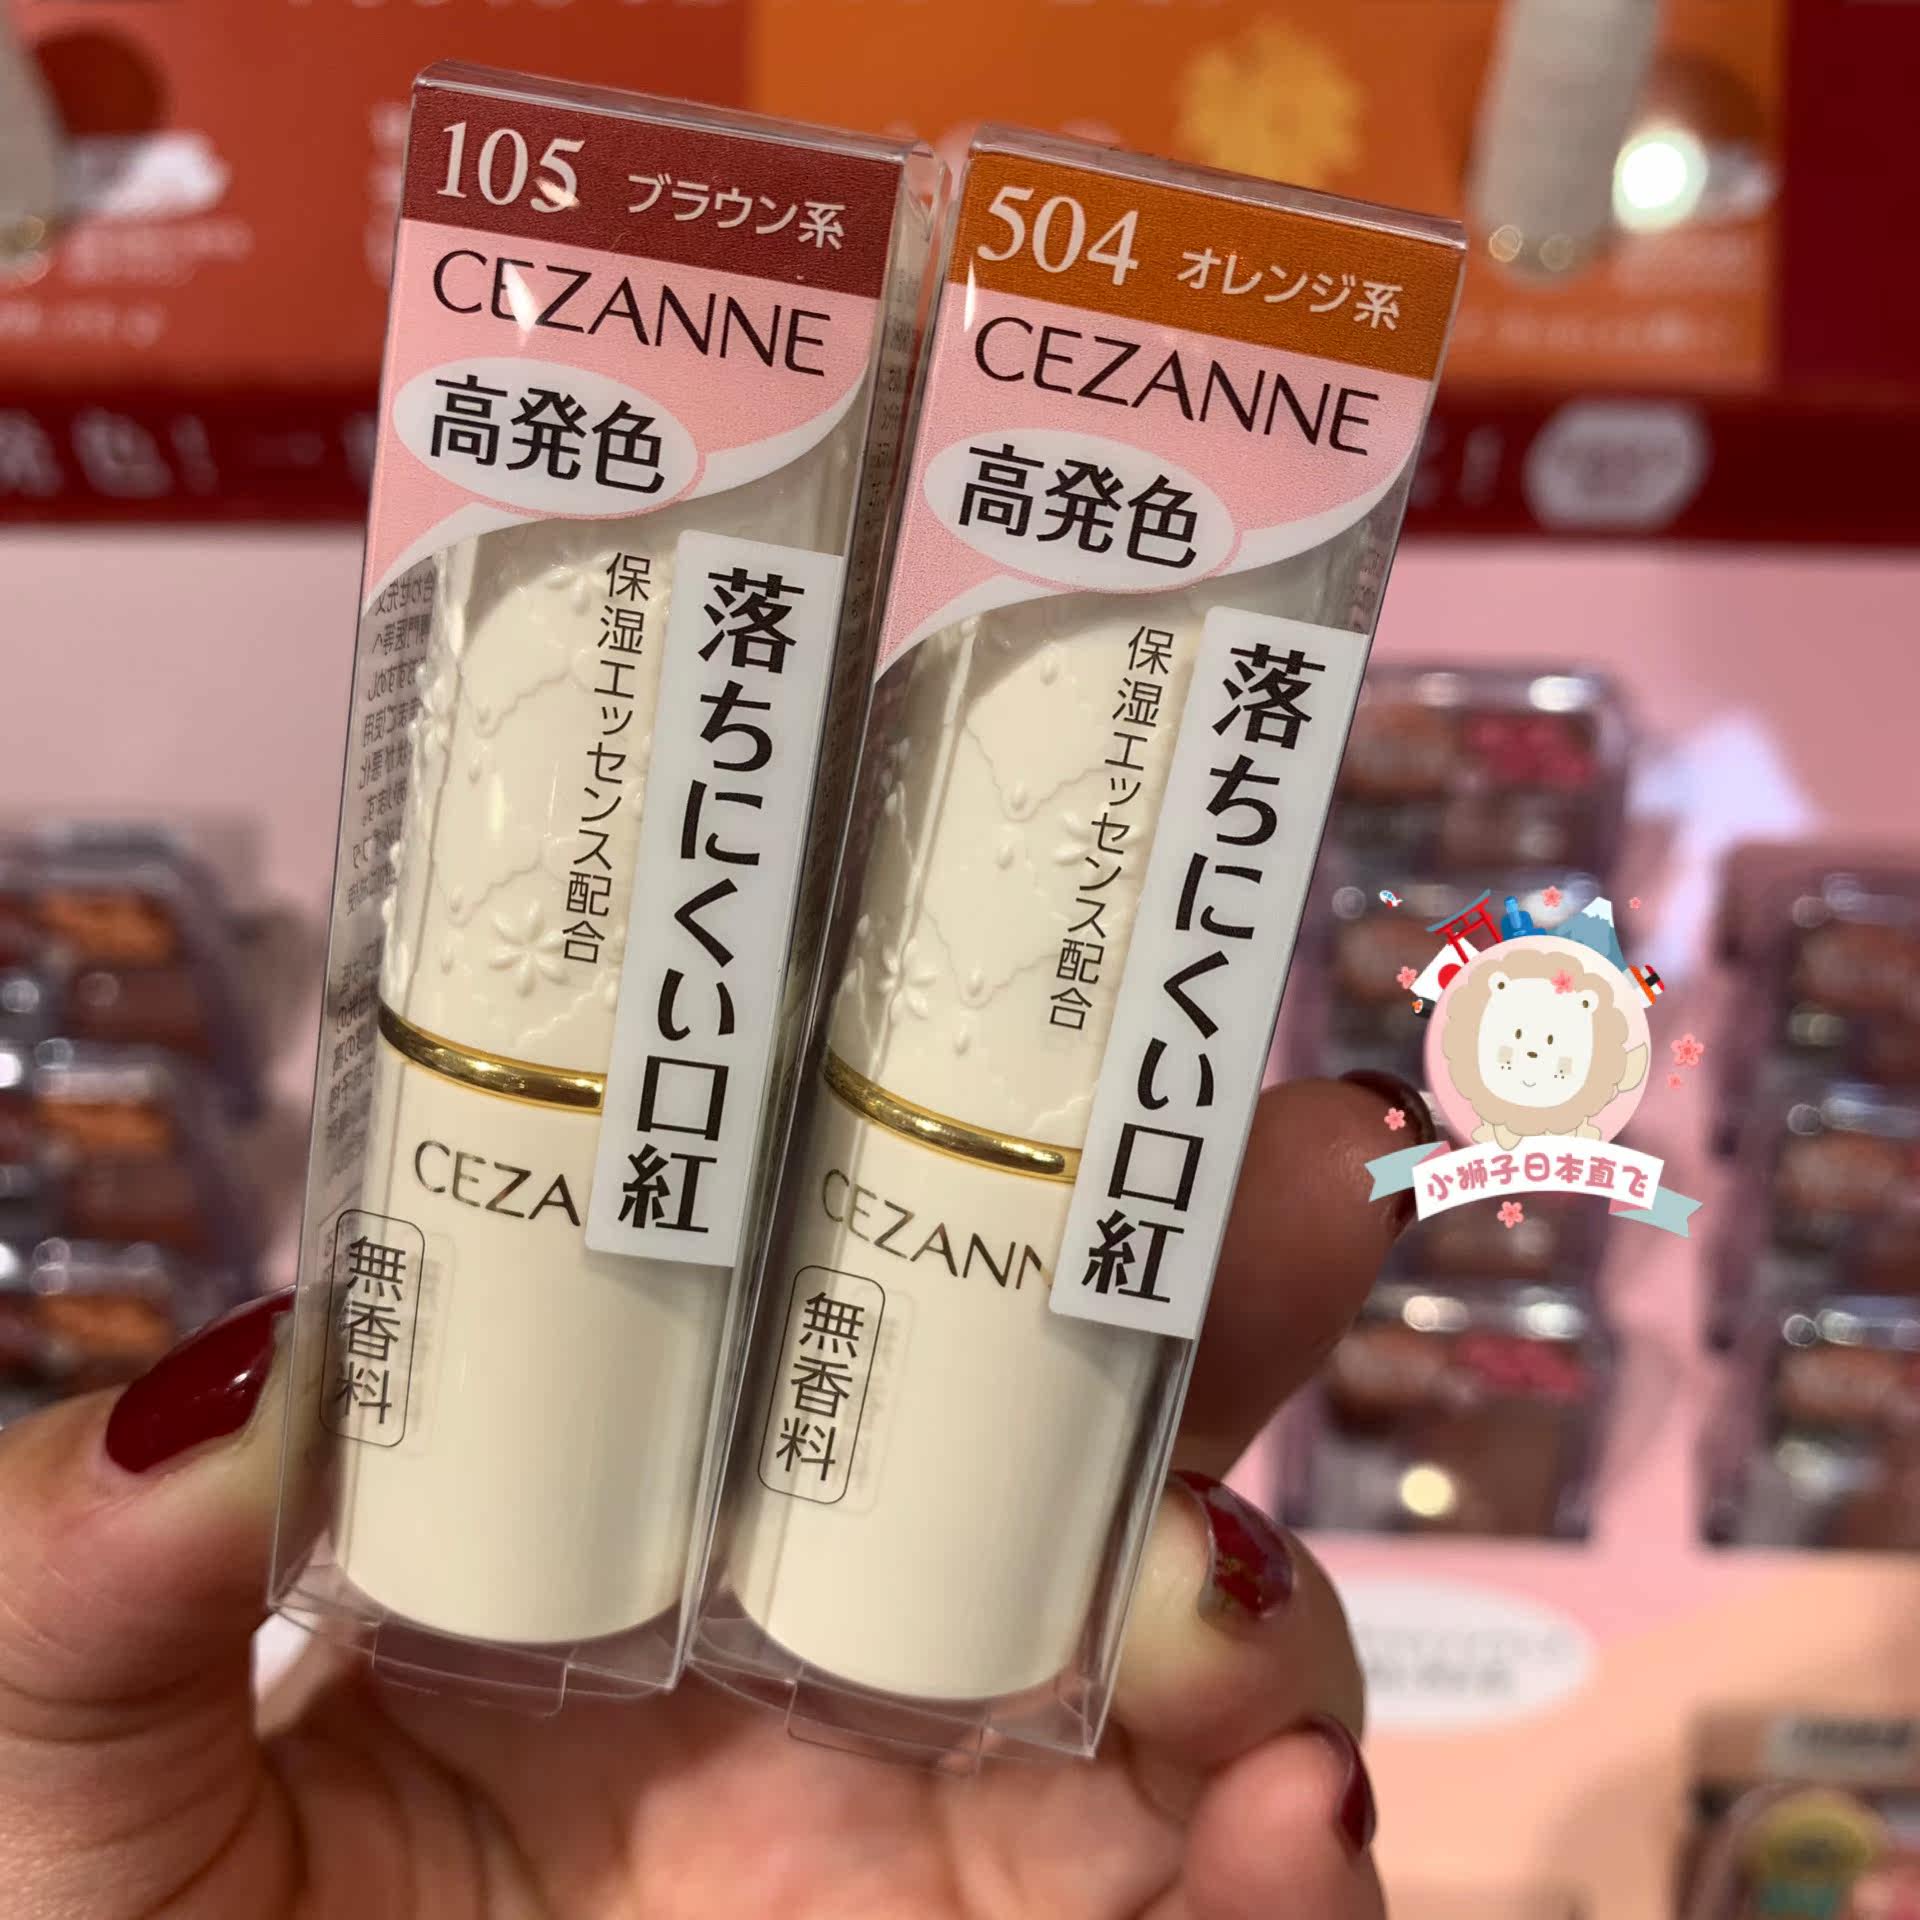 105 ブラウン系
CEZANNE
高発色
保湿エッセンス配合
落ちにくい口紅
CEZA
無香料
504 オレンジ系
CEZANNE
高発色
保湿エッセンス配合
落ちにくい口紅
CEZANN
無香料
小狮子日本直飞